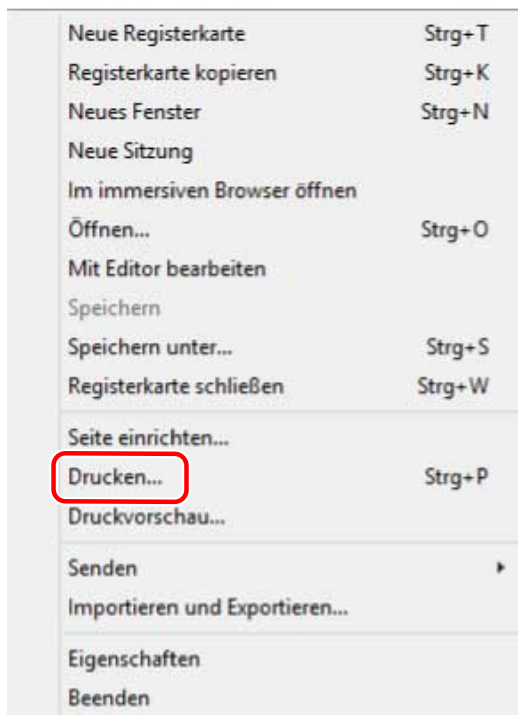 Neue Registerkarte Strg+T
Registerkarte kopieren Strg+K
Neues Fenster Strg+N
Neue Sitzung
Im immersiven Browser öffnen
Öffnen... Strg+O
Mit Editor bearbeiten
Speichern
Speichern unter... Strg+S
Registerkarte schließen Strg+W
Seite einrichten...
Drucken... Strg+P
Druckvorschau...
Senden
Importieren und Exportieren...
Eigenschaften
Beenden